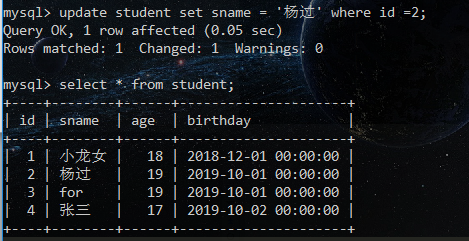 mysql> update student set sname = '杨过' where id =2;
Query OK, 1 row affected (0.05 sec)
Rows matched: 1  Changed: 1  Warnings: 0

mysql> select * from student;
+----+--------+-----+---------------------+
| id | sname  | age | birthday            |
+----+--------+-----+---------------------+
|  1 | 小龙女 |  18 | 2018-12-01 00:00:00 |
|  2 | 杨过   |  19 | 2019-10-01 00:00:00 |
|  3 | for    |  19 | 2019-10-01 00:00:00 |
|  4 | 张三   |  17 | 2019-10-02 00:00:00 |
+----+--------+-----+---------------------+